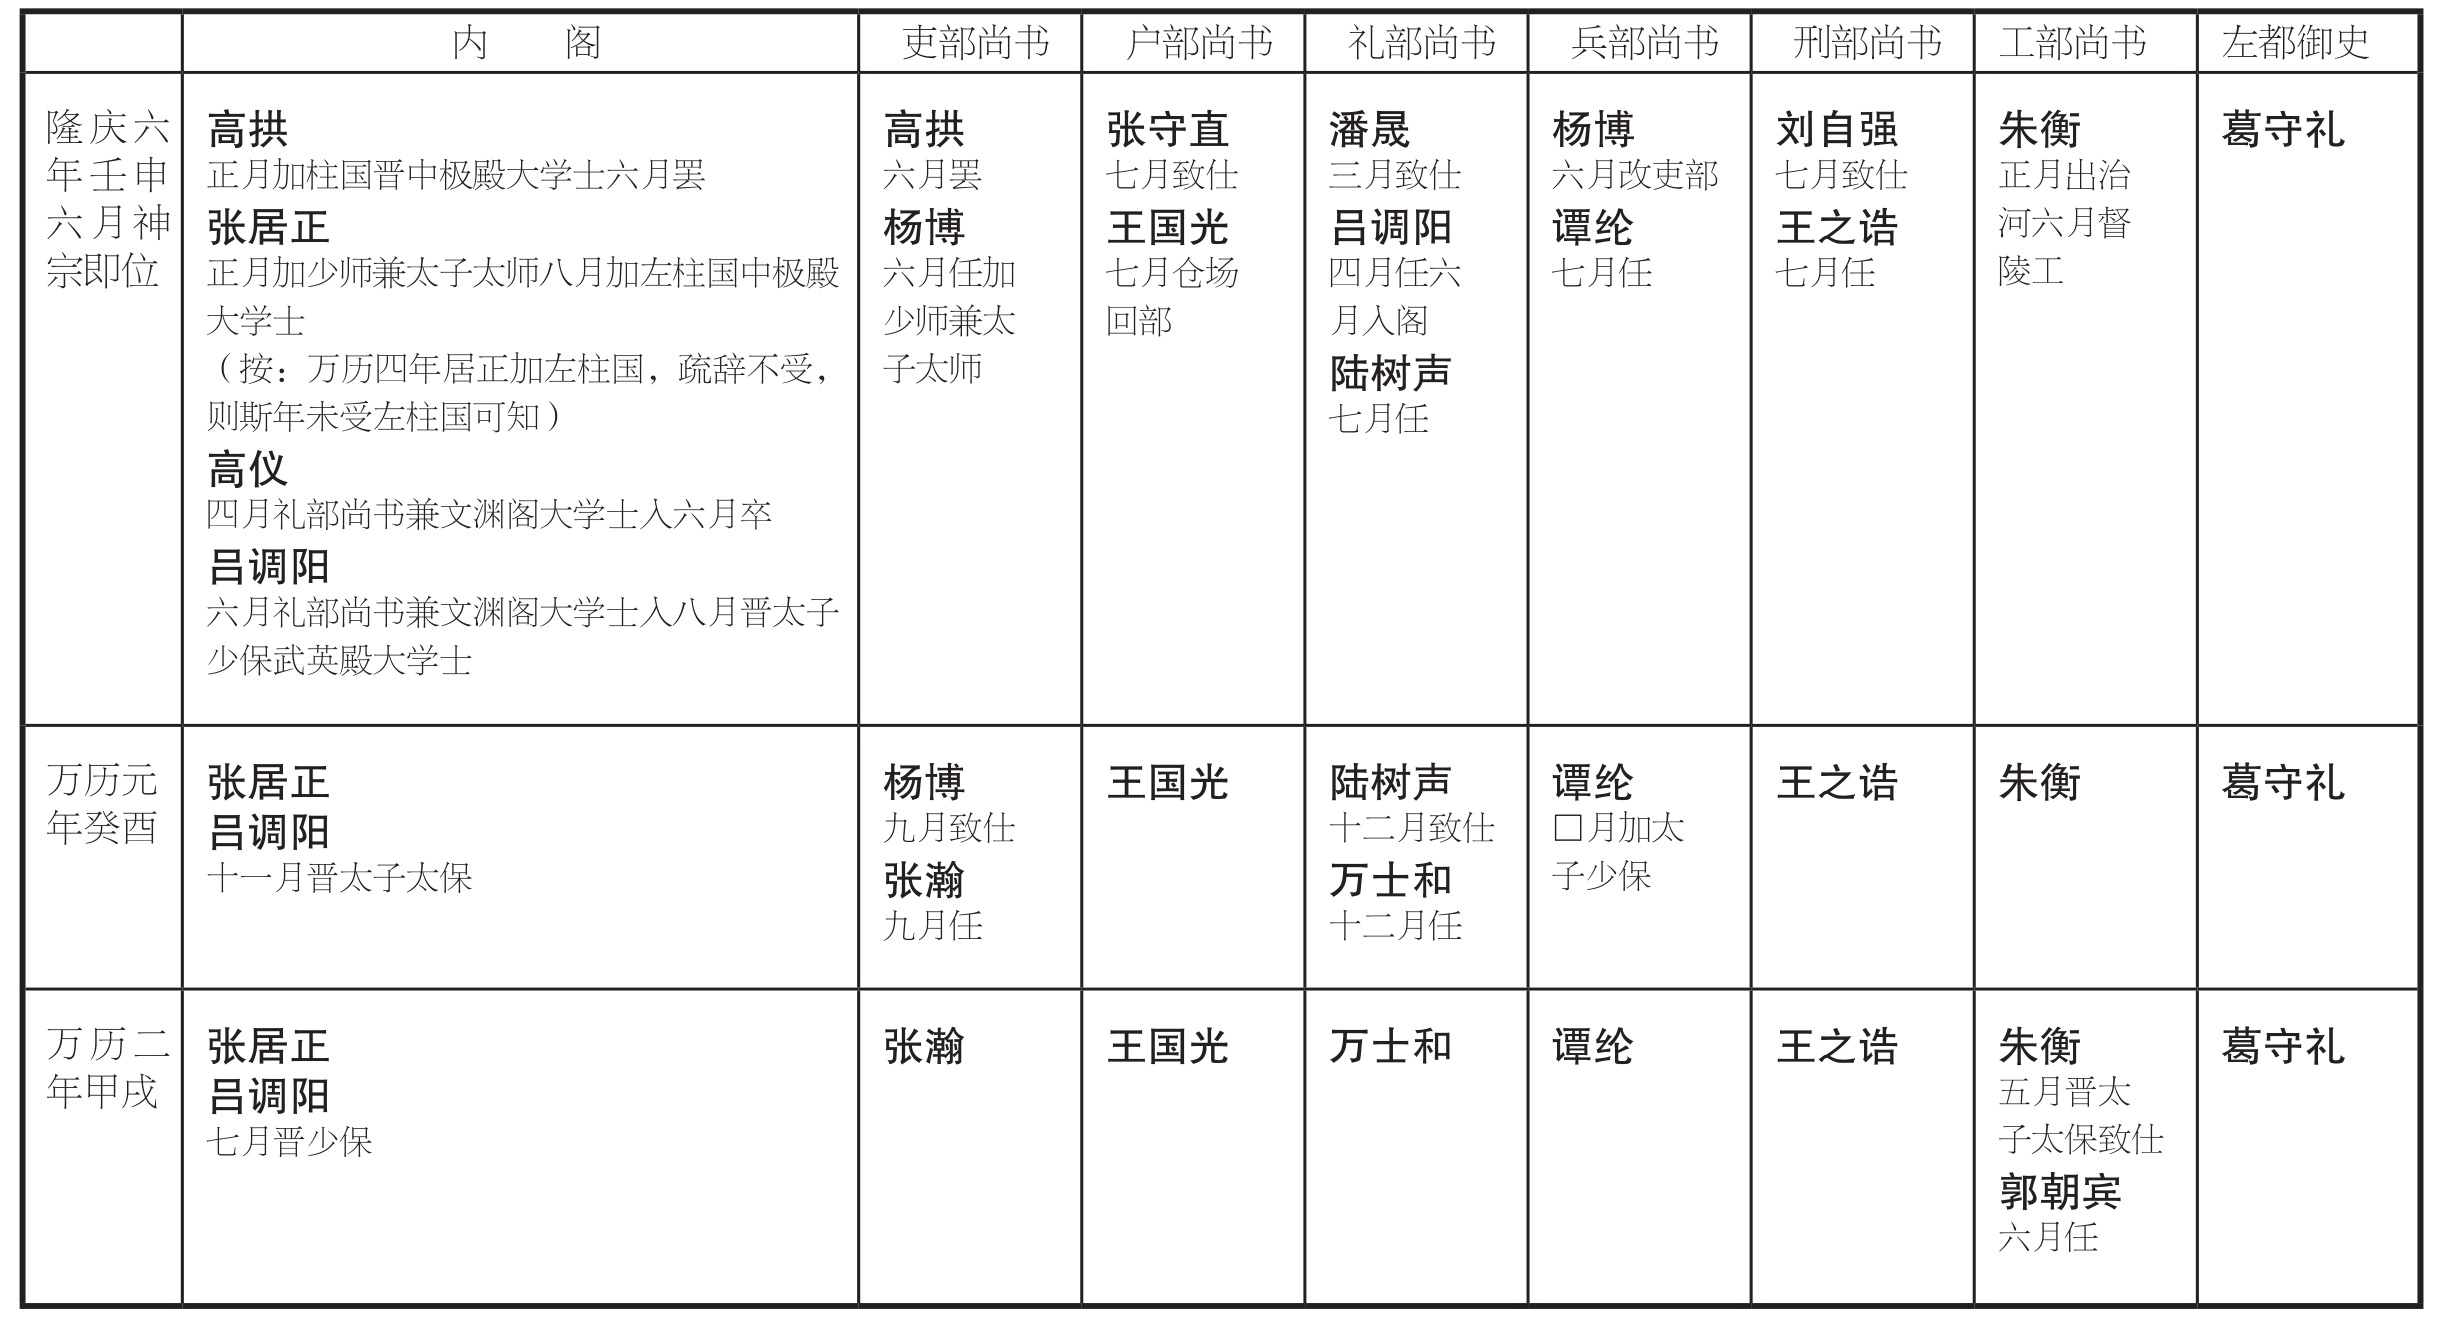 内 阁
吏部尚书
户部尚书
礼部尚书
兵部尚书
刑部尚书
工部尚书
左都御史
隆庆六
年壬申
六月神
宗即位
高拱
正月加柱国晋中极殿大学士六月罢
张居正
正月加少师兼太子太师八月加左柱国中极殿
大学士
（按：万历四年居正加左柱国，疏辞不受，
则斯年未受左柱国可知）
高仪
四月礼部尚书兼文渊阁大学士入六月卒
吕调阳
六月礼部尚书兼文渊阁大学士入八月晋太子
少保武英殿大学士
高拱
六月罢
杨博
六月任加
少师兼太
子太师
张守直
七月致仕
王国光
七月仓场
回部
潘晟
三月致仕
吕调阳
四月任六
月入阁
陆树声
七月任
杨博
六月改吏部
谭纶
七月任
刘自强
七月致仕
王之诰
七月任
朱衡
正月出治
河六月督
陵工
葛守礼
万历元
年癸酉
张居正
吕调阳
十一月晋太子太保
杨博
九月致仕
张瀚
九月任
王国光
陆树声
十二月致仕
万士和
十二月任
谭纶
□月加太
子少保
王之诰
朱衡
葛守礼
万历二
年甲戌
张居正
吕调阳
七月晋少保
张瀚
王国光
万士和
谭纶
王之诰
朱衡
五月晋太
子太保致仕
郭朝宾
六月任
葛守礼